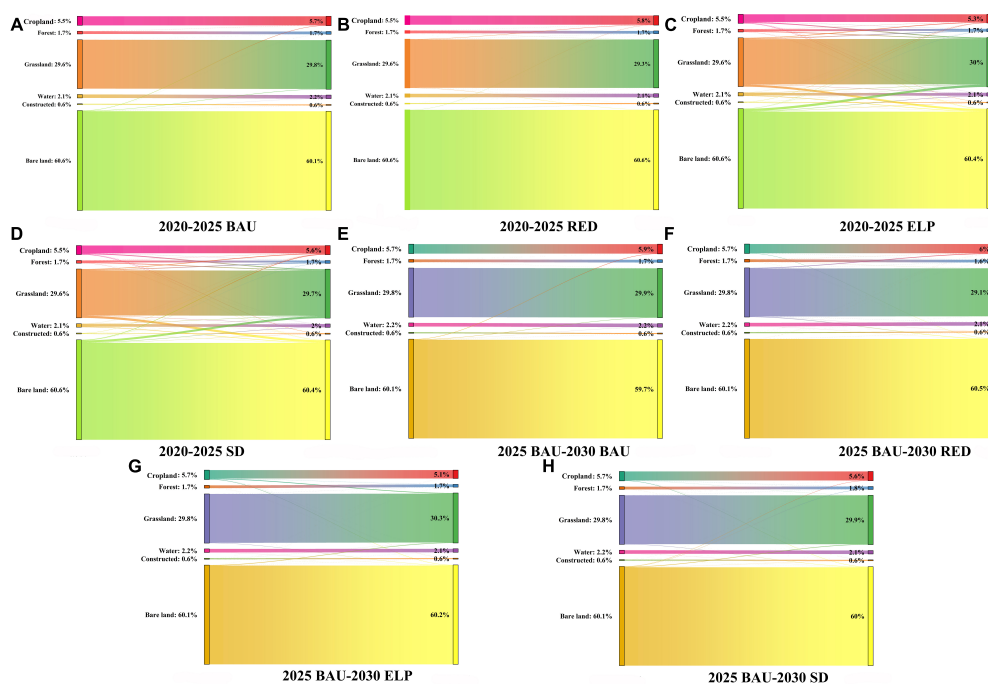 A
Cropland: 5.5% 5.7%
Forest: 1.7% 1.7%
Grassland: 29.6% 29.8%
Water: 2.1% 2.2%
Constructed: 0.6% 0.6%
Bare land: 60.6% 60.1%
2020-2025 BAU
B
Cropland: 5.5% 5.8%
Forest: 1.7% 1.7%
Grassland: 29.6% 29.3%
Water: 2.1% 2.1%
Constructed: 0.6% 0.6%
Bare land: 60.6% 60.6%
2020-2025 RED
C
Cropland: 5.5% 5.3%
Forest: 1.7% 1.7%
Grassland: 29.6% 30%
Water: 2.1% 2.1%
Constructed: 0.6% 0.6%
Bare land: 60.6% 60.4%
2020-2025 ELP
D
Cropland: 5.5% 5.6%
Forest: 1.7% 1.7%
Grassland: 29.6% 29.7%
Water: 2.1% 2%
Constructed: 0.6% 0.6%
Bare land: 60.6% 60.4%
2020-2025 SD
E
Cropland: 5.7% 5.9%
Forest: 1.7% 1.7%
Grassland: 29.8% 29.9%
Water: 2.2% 2.2%
Constructed: 0.6% 0.6%
Bare land: 60.1% 59.7%
2025 BAU-2030 BAU
F
Cropland: 5.7% 6%
Forest: 1.7% 1.6%
Grassland: 29.8% 29.1%
Water: 2.2% 2.1%
Constructed: 0.6% 0.6%
Bare land: 60.1% 60.5%
2025 BAU-2030 RED
G
Cropland: 5.7% 5.1%
Forest: 1.7% 1.7%
Grassland: 29.8% 30.3%
Water: 2.2% 2.1%
Constructed: 0.6% 0.6%
Bare land: 60.1% 60.2%
2025 BAU-2030 ELP
H
Cropland: 5.7% 5.6%
Forest: 1.7% 1.8%
Grassland: 29.8% 29.9%
Water: 2.2% 2.1%
Constructed: 0.6% 0.6%
Bare land: 60.1% 60%
2025 BAU-2030 SD